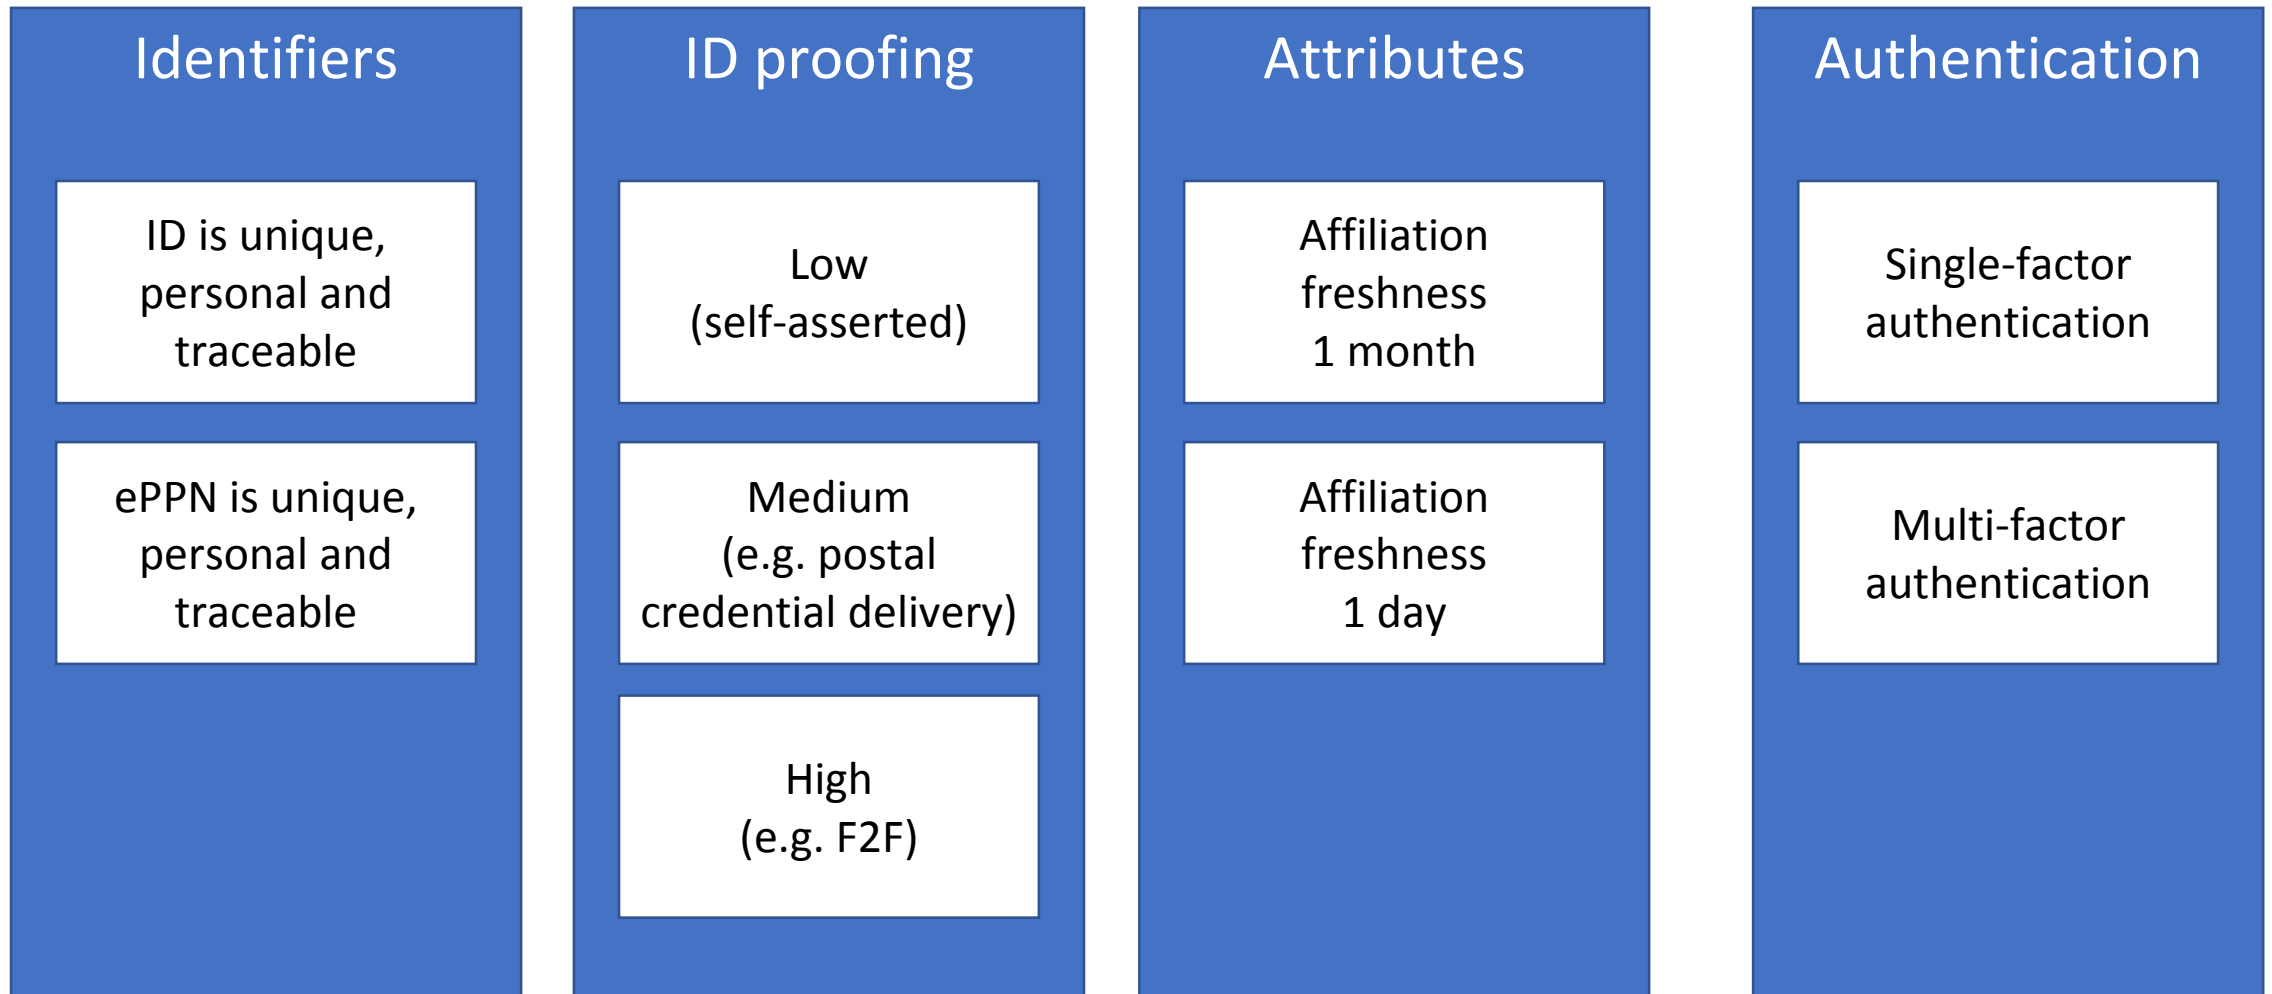 Identifiers
ID is unique,
personal and
traceable
ePPN is unique,
personal and
traceable
ID proofing
Low
(self-asserted)
Medium
(e.g. postal
credential delivery)
High
(e.g. F2F)
Attributes
Affiliation
freshness
1 month
Affiliation
freshness
1 day
Authentication
Single-factor
authentication
Multi-factor
authentication